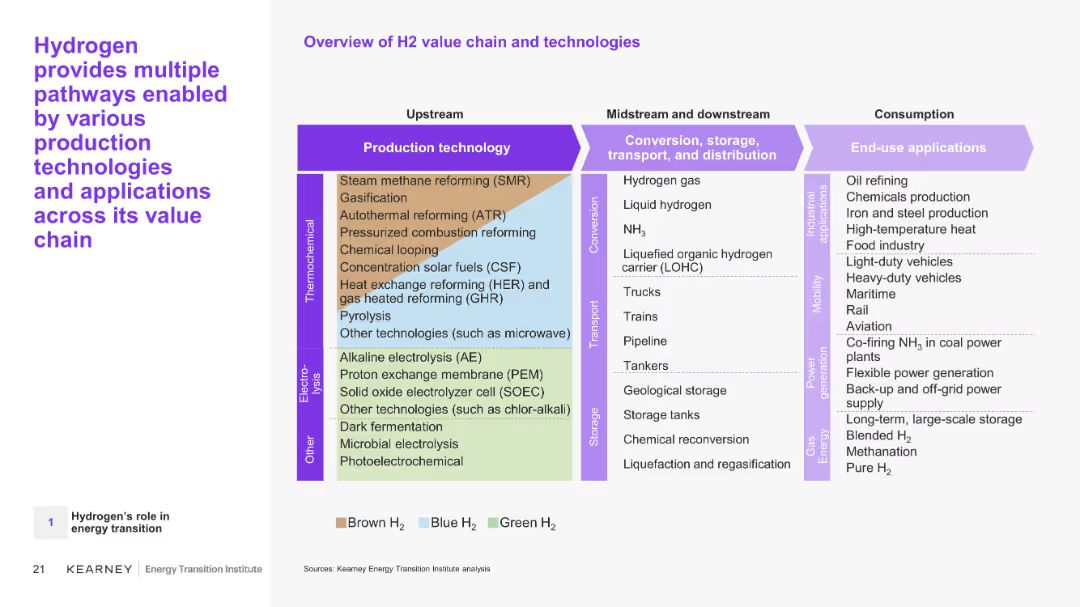 Hydrogen
provides multiple
pathways enabled
by various
production
technologies
and applications
across its value
chain
Overview of H2 value chain and technologies
Upstream
Production technology
Thermochemical
Steam methane reforming (SMR)
Gasification
Autothermal reforming (ATR)
Pressurized combustion reforming
Chemical looping
Concentration solar fuels (CSF)
Heat exchange reforming (HER) and
gas heated reforming (GHR)
Pyrolysis
Other technologies (such as microwave)
Electro-
lysis
Alkaline electrolysis (AE)
Proton exchange membrane (PEM)
Solid oxide electrolyzer cell (SOEC)
Other technologies (such as chlor-alkali)
Other
Dark fermentation
Microbial electrolysis
Photoelectrochemical
Midstream and downstream
Conversion, storage,
transport, and distribution
Conversion
Hydrogen gas
Liquid hydrogen
NH3
Liquefied organic hydrogen
carrier (LOHC)
Transport
Trucks
Trains
Pipeline
Tankers
Storage
Geological storage
Storage tanks
Chemical reconversion
Liquefaction and regasification
Consumption
End-use applications
Industrial
applications
Oil refining
Chemicals production
Iron and steel production
High-temperature heat
Food industry
Mobility
Light-duty vehicles
Heavy-duty vehicles
Maritime
Rail
Aviation
Power
generation
Co-firing NH3 in coal power
plants
Flexible power generation
Back-up and off-grid power
supply
Gas
Energy
Long-term, large-scale storage
Blended H2
Methanation
Pure H2
Brown H2 Blue H2 Green H2
1 Hydrogen's role in
energy transition
21 KEARNEY Energy Transition Institute
Sources: Kearney Energy Transition Institute analysis